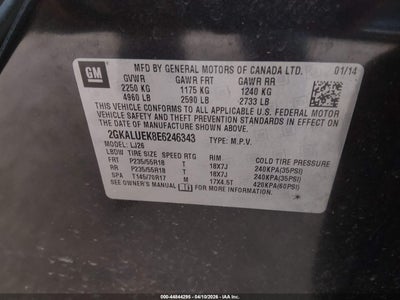 GM
MFD BY GENERAL MOTORS OF CANADA LTD. 01/14
GVWR GAWR FRT GAWR RR
2250 KG 1175 KG 1240 KG
4960 LB 2590 LB 2733 LB
THIS VEHICLE CONFORMS TO ALL APPLICABLE U.S. FEDERAL MOTOR
VEHICLE SAFETY, BUMPER, AND THEFT PREVENTION STANDARDS
IN EFFECT ON THE DATE OF MANUFACTURE SHOWN ABOVE.
2GKALUEK8E6246343 TYPE: M.P.V.
MODEL: LJ26
LBDW TIRE SIZE SPEED RTG RIM COLD TIRE PRESSURE
FRT P235/55R18 T 18X7J 240KPA(35PSI)
RR P235/55R18 T 18X7J 240KPA(35PSI)
SPA T145/70R17 M 17X4.5T 420KPA(60PSI)
SEE OWNER'S MANUAL FOR ADDITIONAL INFORMATION.
000-44844295 - 04/10/2026 - IAA Inc.